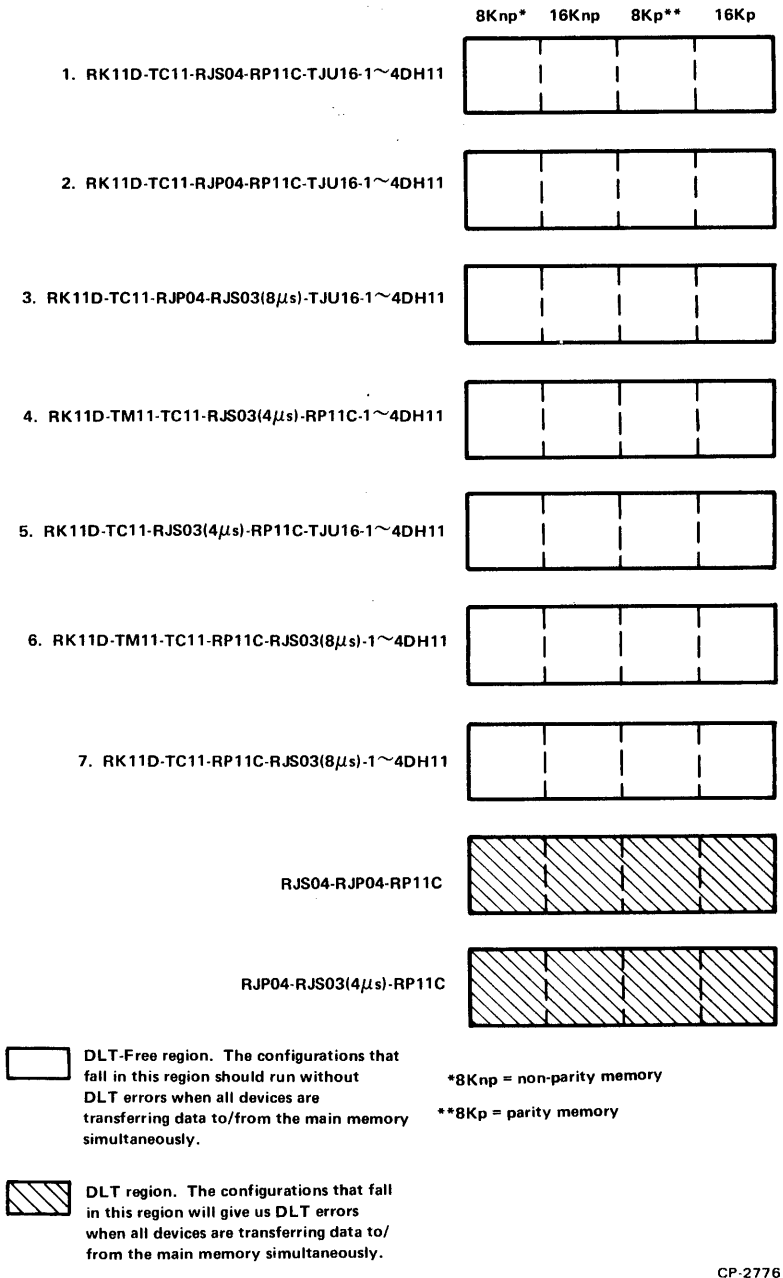 8Knp* 16Knp 8Kp** 16Kp
1. RK11D-TC11-RJS04-RP11C-TJU16-1~4DH11
2. RK11D-TC11-RJP04-RP11C-TJU16-1~4DH11
3. RK11D-TC11-RJP04-RJS03(8μs)-TJU16-1~4DH11
4. RK11D-TM11-TC11-RJS03(4μs)-RP11C-1~4DH11
5. RK11D-TC11-RJS03(4μs)-RP11C-TJU16-1~4DH11
6. RK11D-TM11-TC11-RP11C-RJS03(8μs)-1~4DH11
7. RK11D-TC11-RP11C-RJS03(8μs)-1~4DH11
RJS04-RJP04-RP11C
RJP04-RJS03(4μs)-RP11C
DLT-Free region. The configurations that
fall in this region should run without
DLT errors when all devices are
transferring data to/from the main memory
simultaneously.
*8Knp = non-parity memory
**8Kp = parity memory
DLT region. The configurations that fall
in this region will give us DLT errors
when all devices are transferring data to/
from the main memory simultaneously.
CP-2776